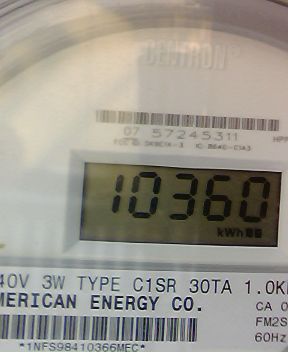 CENTRON®
07 57245311
10360
kWh
40V 3W TYPE C1SR 30TA 1.0K
MERICAN ENERGY CO.
CA 0
FM2S
60Hz
*1NFS98410366MEC*